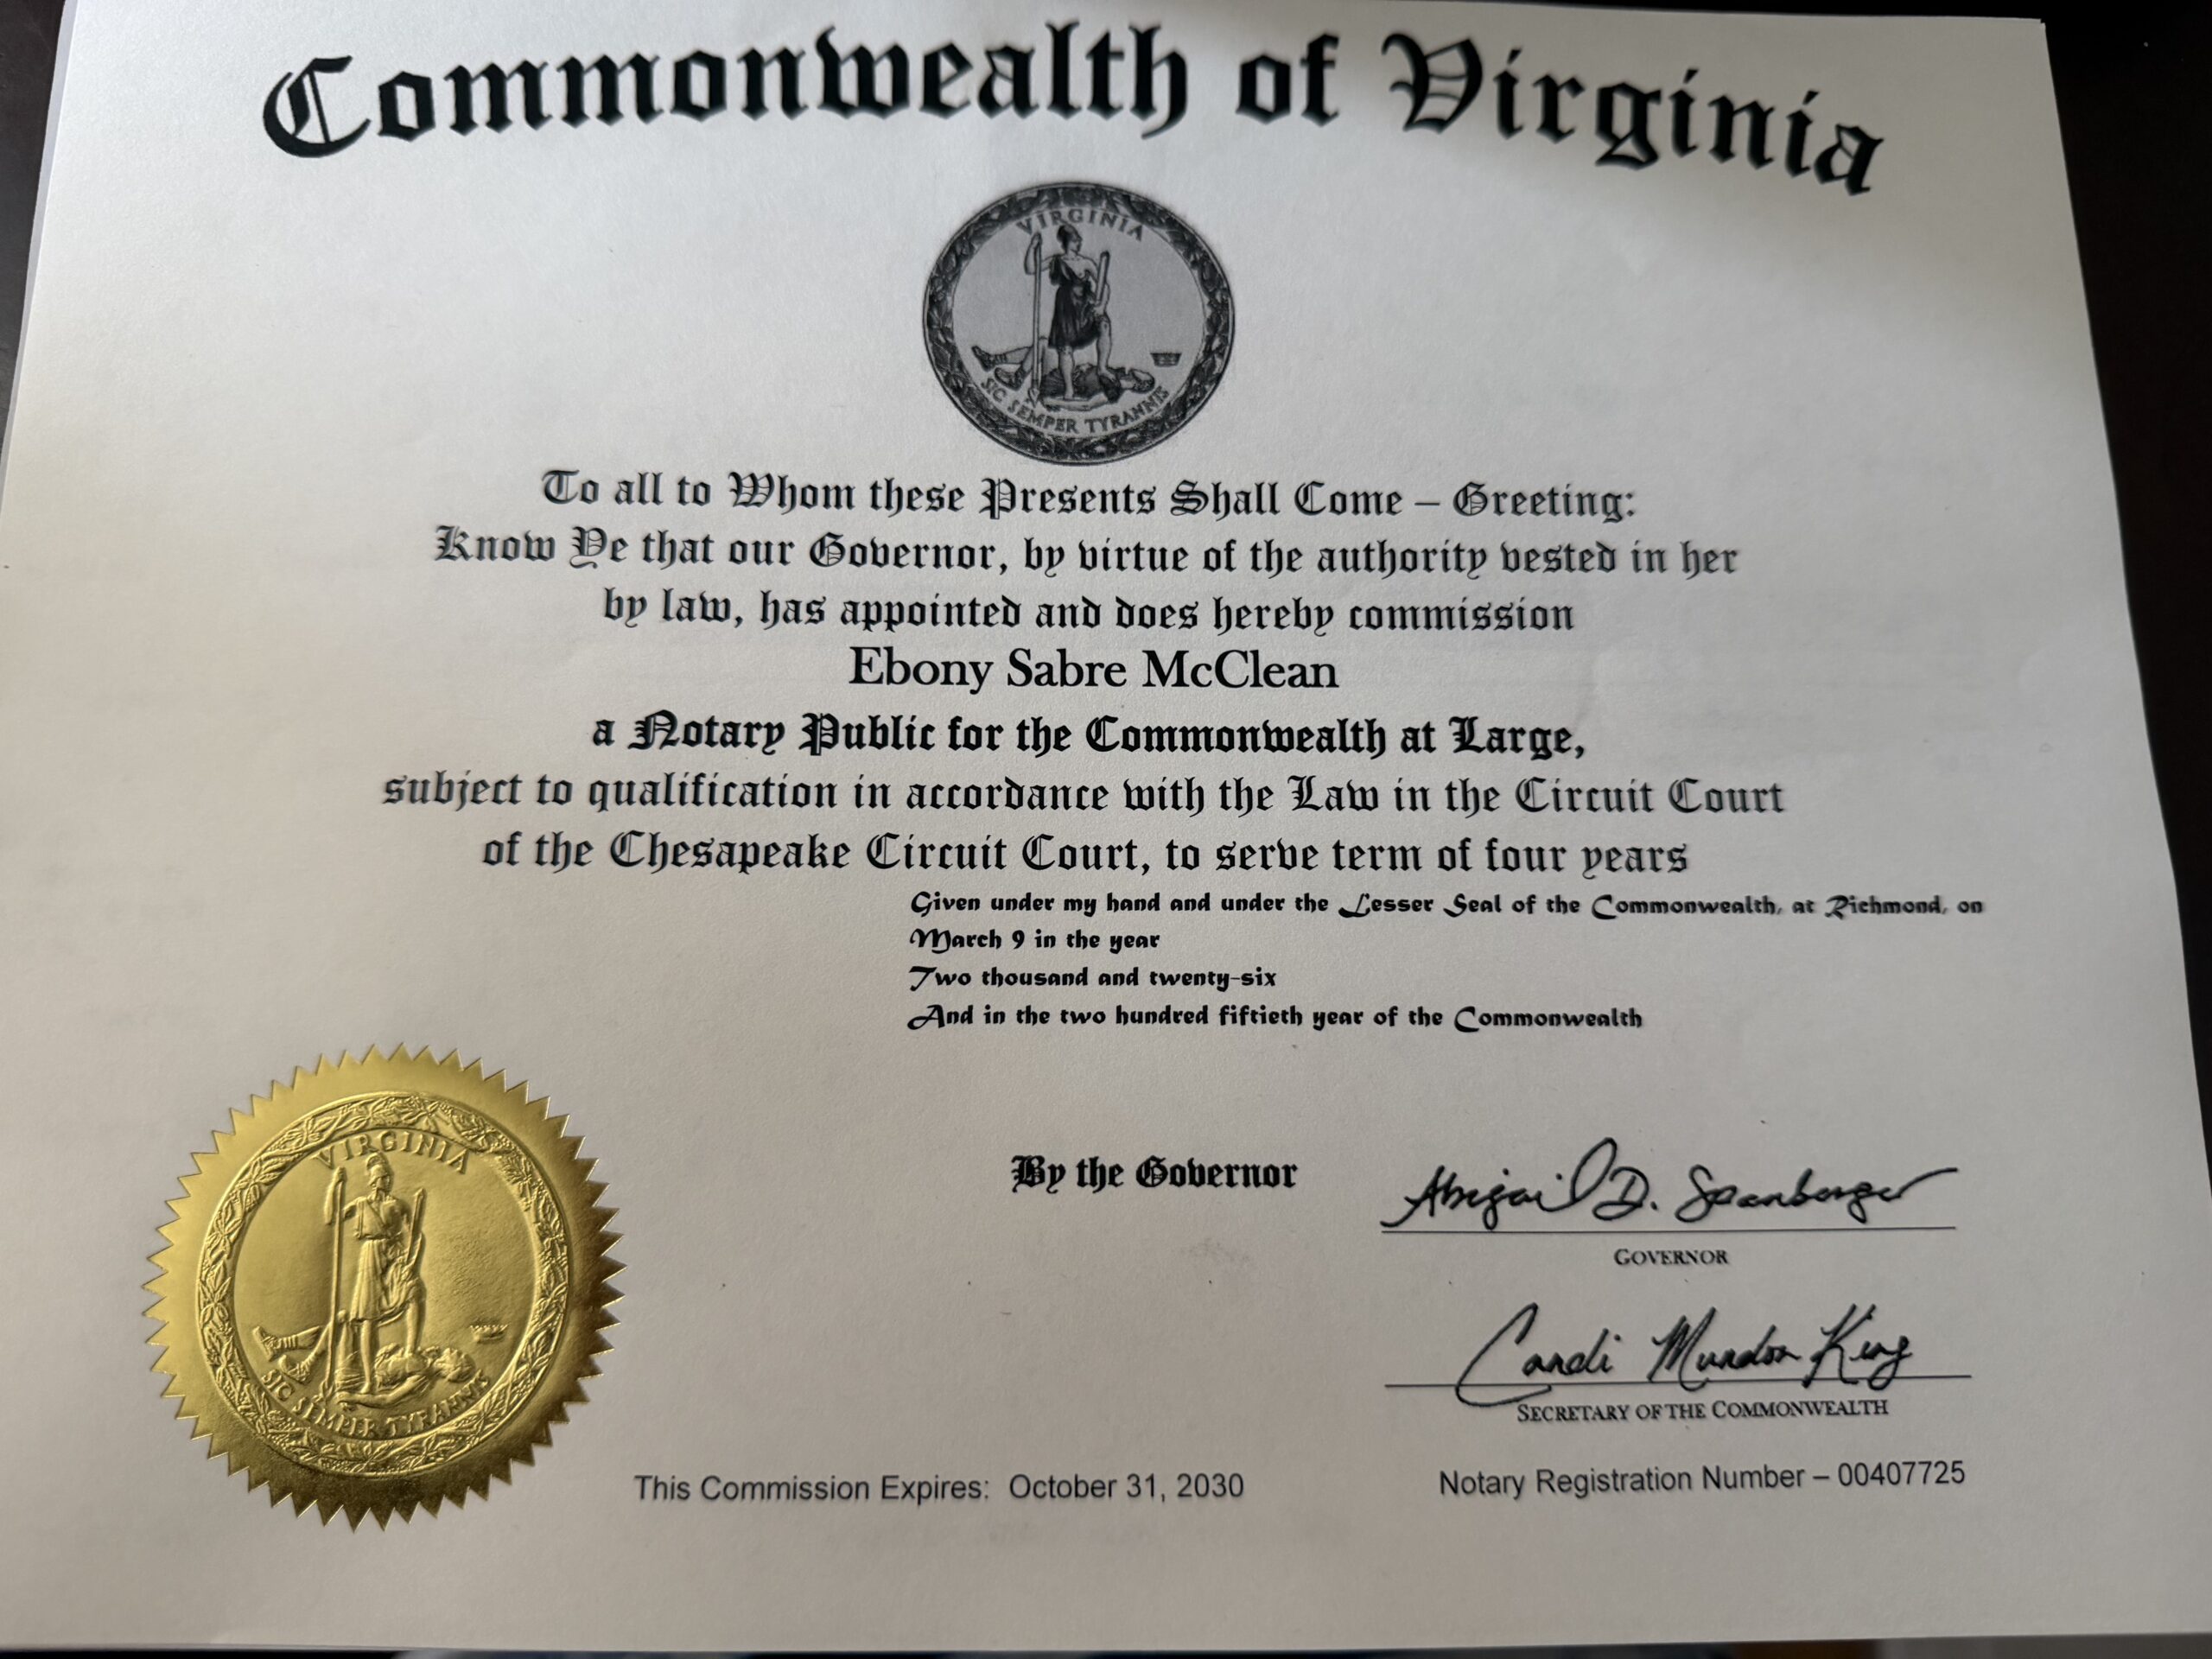 Commonwealth of Virginia
VIRGINIA
SIC SEMPER TYRANNIS
To all to Whom these Presents Shall Come – Greeting:
Know Ye that our Governor, by virtue of the authority vested in her
by law, has appointed and does hereby commission
Ebony Sabre McClean
a Notary Public for the Commonwealth at Large,
subject to qualification in accordance with the Law in the Circuit Court
of the Chesapeake Circuit Court, to serve term of four years
Given under my hand and under the Lesser Seal of the Commonwealth, at Richmond, on
March 9 in the year
Two thousand and twenty-six
And in the two hundred fiftieth year of the Commonwealth
VIRGINIA
SIC SEMPER TYRANNIS
By the Governor
Abigail D. Spanberger
GOVERNOR
Candi Mundon King
SECRETARY OF THE COMMONWEALTH
This Commission Expires: October 31, 2030
Notary Registration Number – 00407725